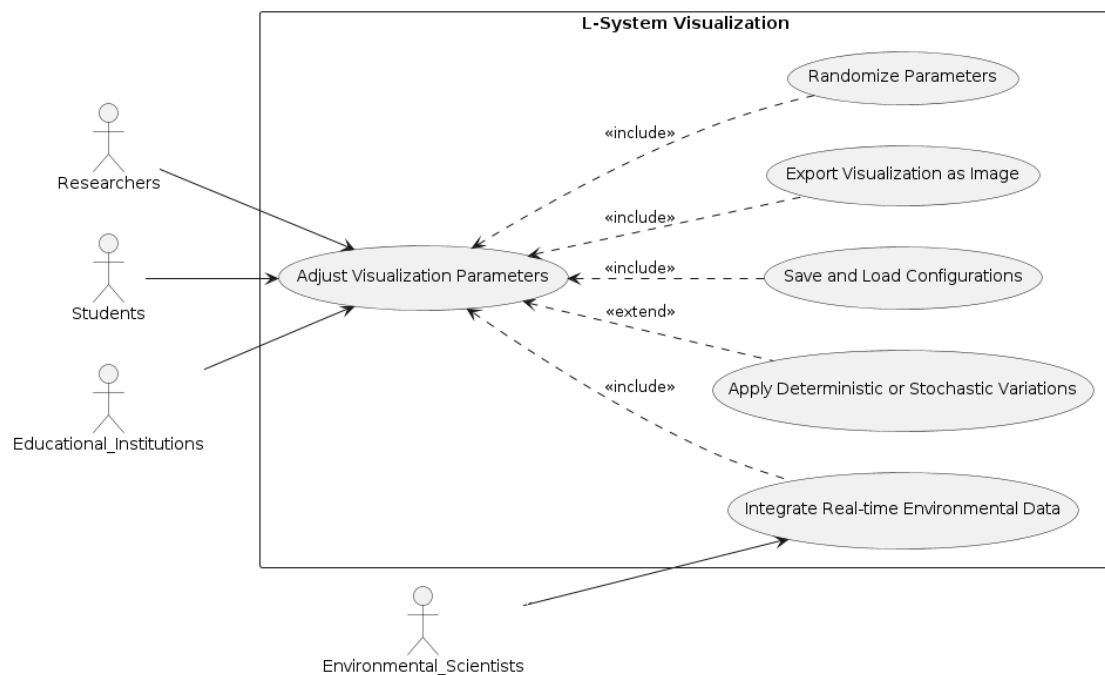 L-System Visualization
Randomize Parameters
«include»
Researchers
Export Visualization as Image
«include»
Adjust Visualization Parameters
«include»
Save and Load Configurations
Students
«extend»
Apply Deterministic or Stochastic Variations
«include»
Educational_Institutions
Integrate Real-time Environmental Data
Environmental_Scientists